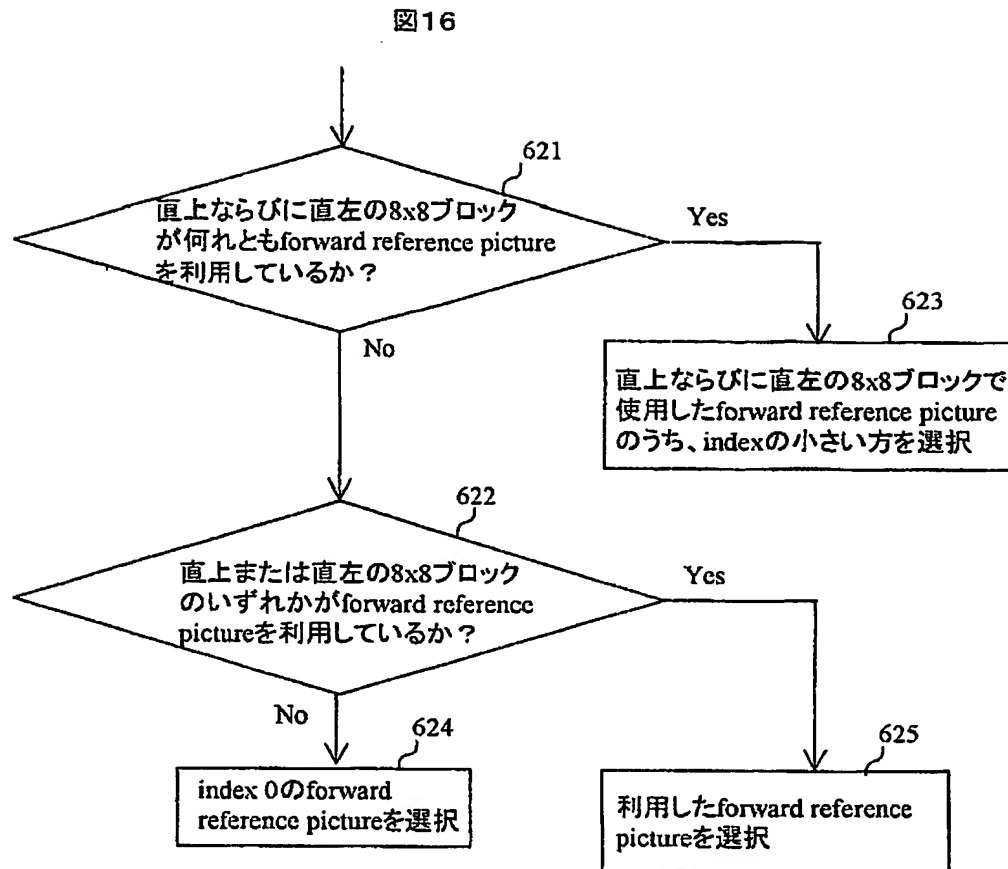 図16
621
直上ならびに直左の8x8ブロック
が何れともforward reference picture
を利用しているか？
Yes
No
623
直上ならびに直左の8x8ブロックで
使用したforward reference picture
のうち、indexの小さい方を選択
622
直上または直左の8x8ブロック
のいずれかがforward reference
pictureを利用しているか？
Yes
No
624
index 0のforward
reference pictureを選択
625
利用したforward reference
pictureを選択